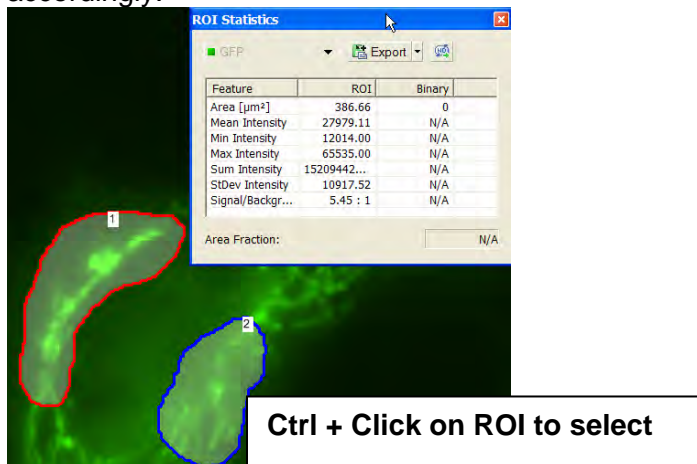 accordingly.
ROI Statistics
GFP
Export
Feature ROI Binary
Area [µm²] 386.66 0
Mean Intensity 27979.11 N/A
Min Intensity 12014.00 N/A
Max Intensity 65535.00 N/A
Sum Intensity 15209442... N/A
StDev Intensity 10917.52 N/A
Signal/Backgr... 5.45 : 1 N/A
Area Fraction: N/A
1
2
Ctrl + Click on ROI to select